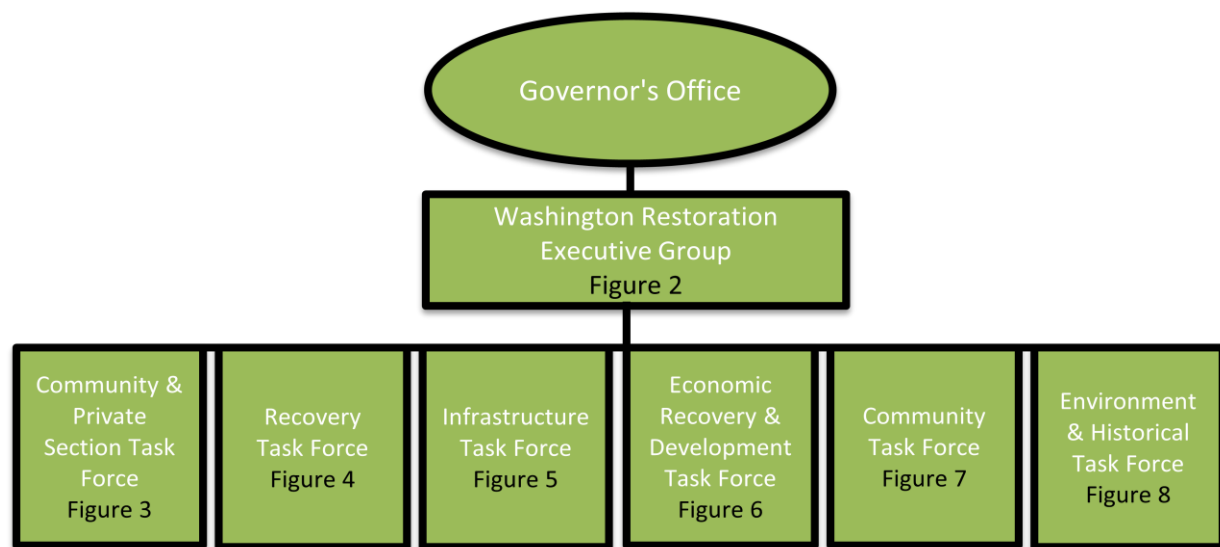 Governor's Office
Washington Restoration
Executive Group
Figure 2
Community &
Private
Section Task
Force
Figure 3
Recovery
Task Force
Figure 4
Infrastructure
Task Force
Figure 5
Economic
Recovery &
Development
Task Force
Figure 6
Community
Task Force
Figure 7
Environment
& Historical
Task Force
Figure 8